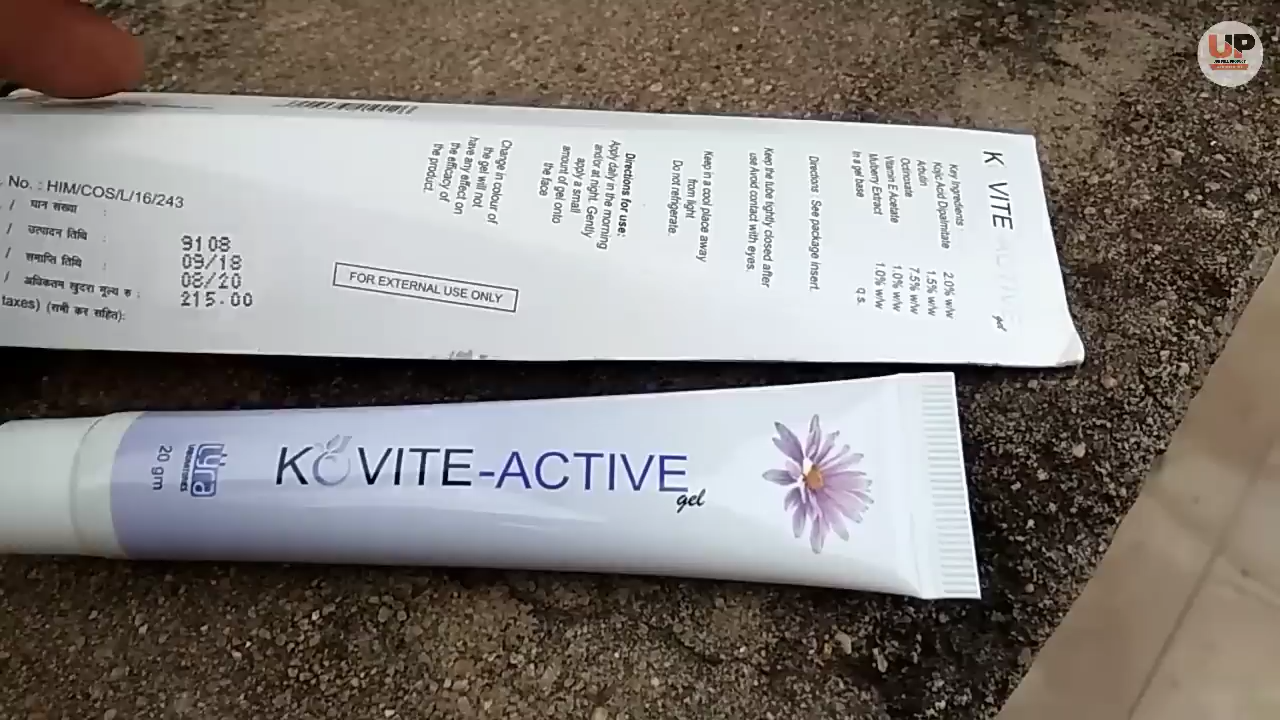 UP
K VITE ACTIVE
gel
Key Ingredients :
Kojic Acid Dipalmitate 2.0% w/w
Arbutin 1.5% w/w
Octinonate 7.5% w/w
Vitamin E Acetate 1.0% w/w
Mulberry Extract 1.0% w/w
In a gel base q.s.
Directions : See package insert.
Keep the tube tightly closed after
use Avoid contact with eyes.
Keep in a cool place away
from light
Do not refrigerate.
Directions for use:
Apply daily in the morning
and/or at night. Gently
apply a small
amount of gel onto
the face
Change in colour of
the gel will not
have any effect on
the efficacy of
the product
FOR EXTERNAL USE ONLY
. No. : HIM/COS/L/16/243
/ घान संख्या : 9108
/ उत्पादन तिथि : 09/18
/ समाप्ति तिथि : 08/20
/ अधिकतम खुदरा मूल्य रु : 215.00
taxes) (सभी कर सहित):
KOVITE-ACTIVE
gel
Lyra
LABORATORIES
20 gm